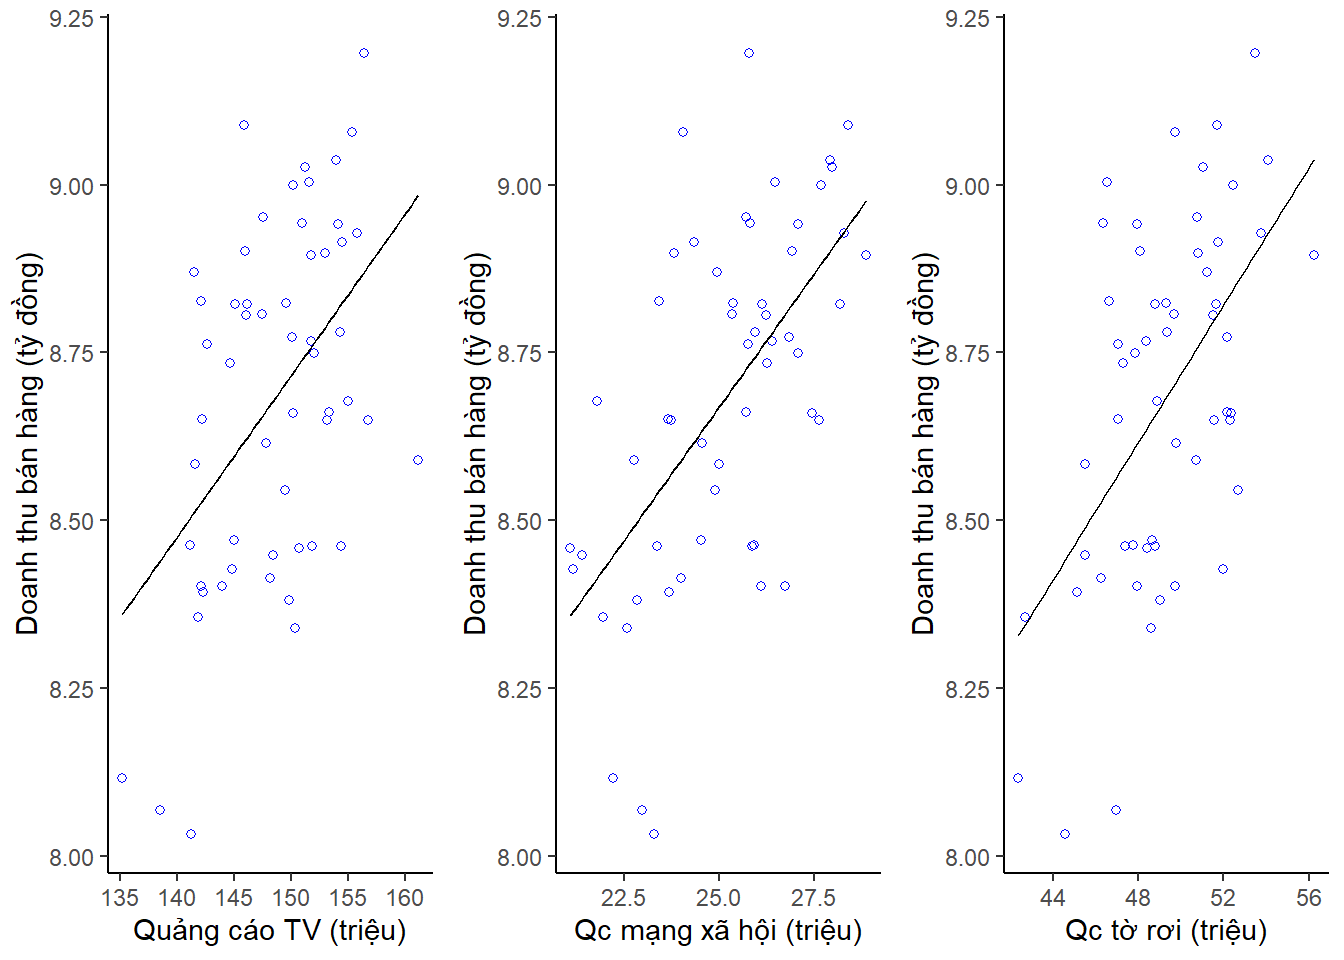 9.25
9.00
8.75
8.50
8.25
8.00
135 140 145 150 155 160
Quảng cáo TV (triệu)
Doanh thu bán hàng (tỷ đồng)
9.25
9.00
8.75
8.50
8.25
8.00
22.5 25.0 27.5
Qc mạng xã hội (triệu)
Doanh thu bán hàng (tỷ đồng)
9.25
9.00
8.75
8.50
8.25
8.00
44 48 52 56
Qc tờ rơi (triệu)
Doanh thu bán hàng (tỷ đồng)